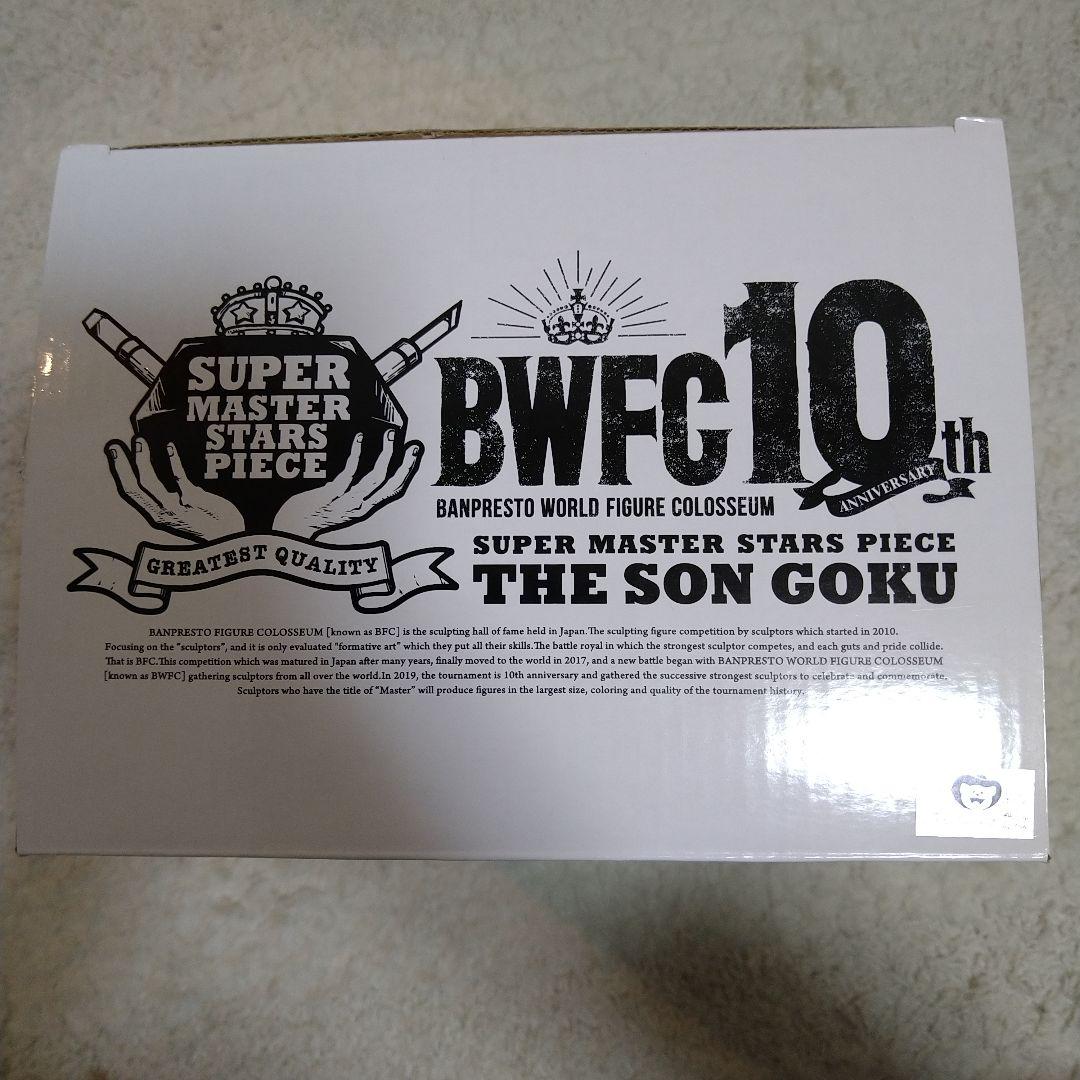 SUPER
MASTER
STARS
PIECE
GREATEST QUALITY
BWFC 10th
ANNIVERSARY
BANPRESTO WORLD FIGURE COLOSSEUM
SUPER MASTER STARS PIECE
THE SON GOKU
BANPRESTO FIGURE COLOSSEUM [known as BFC] is the sculpting hall of fame held in Japan.The sculpting figure competition by sculptors which started in 2010.
Focusing on the "sculptors", and it is only evaluated "formative art" which they put all their skills.The battle royal in which the strongest sculptor competes, and each guts and pride collide.
That is BFC.This competition which was matured in Japan after many years, finally moved to the world in 2017, and a new battle began with BANPRESTO WORLD FIGURE COLOSSEUM
[known as BWFC] gathering sculptors from all over the world.In 2019, the tournament is 10th anniversary and gathered the successive strongest sculptors to celebrate and commemorate.
Sculptors who have the title of "Master" will produce figures in the largest size, coloring and quality of the tournament history.